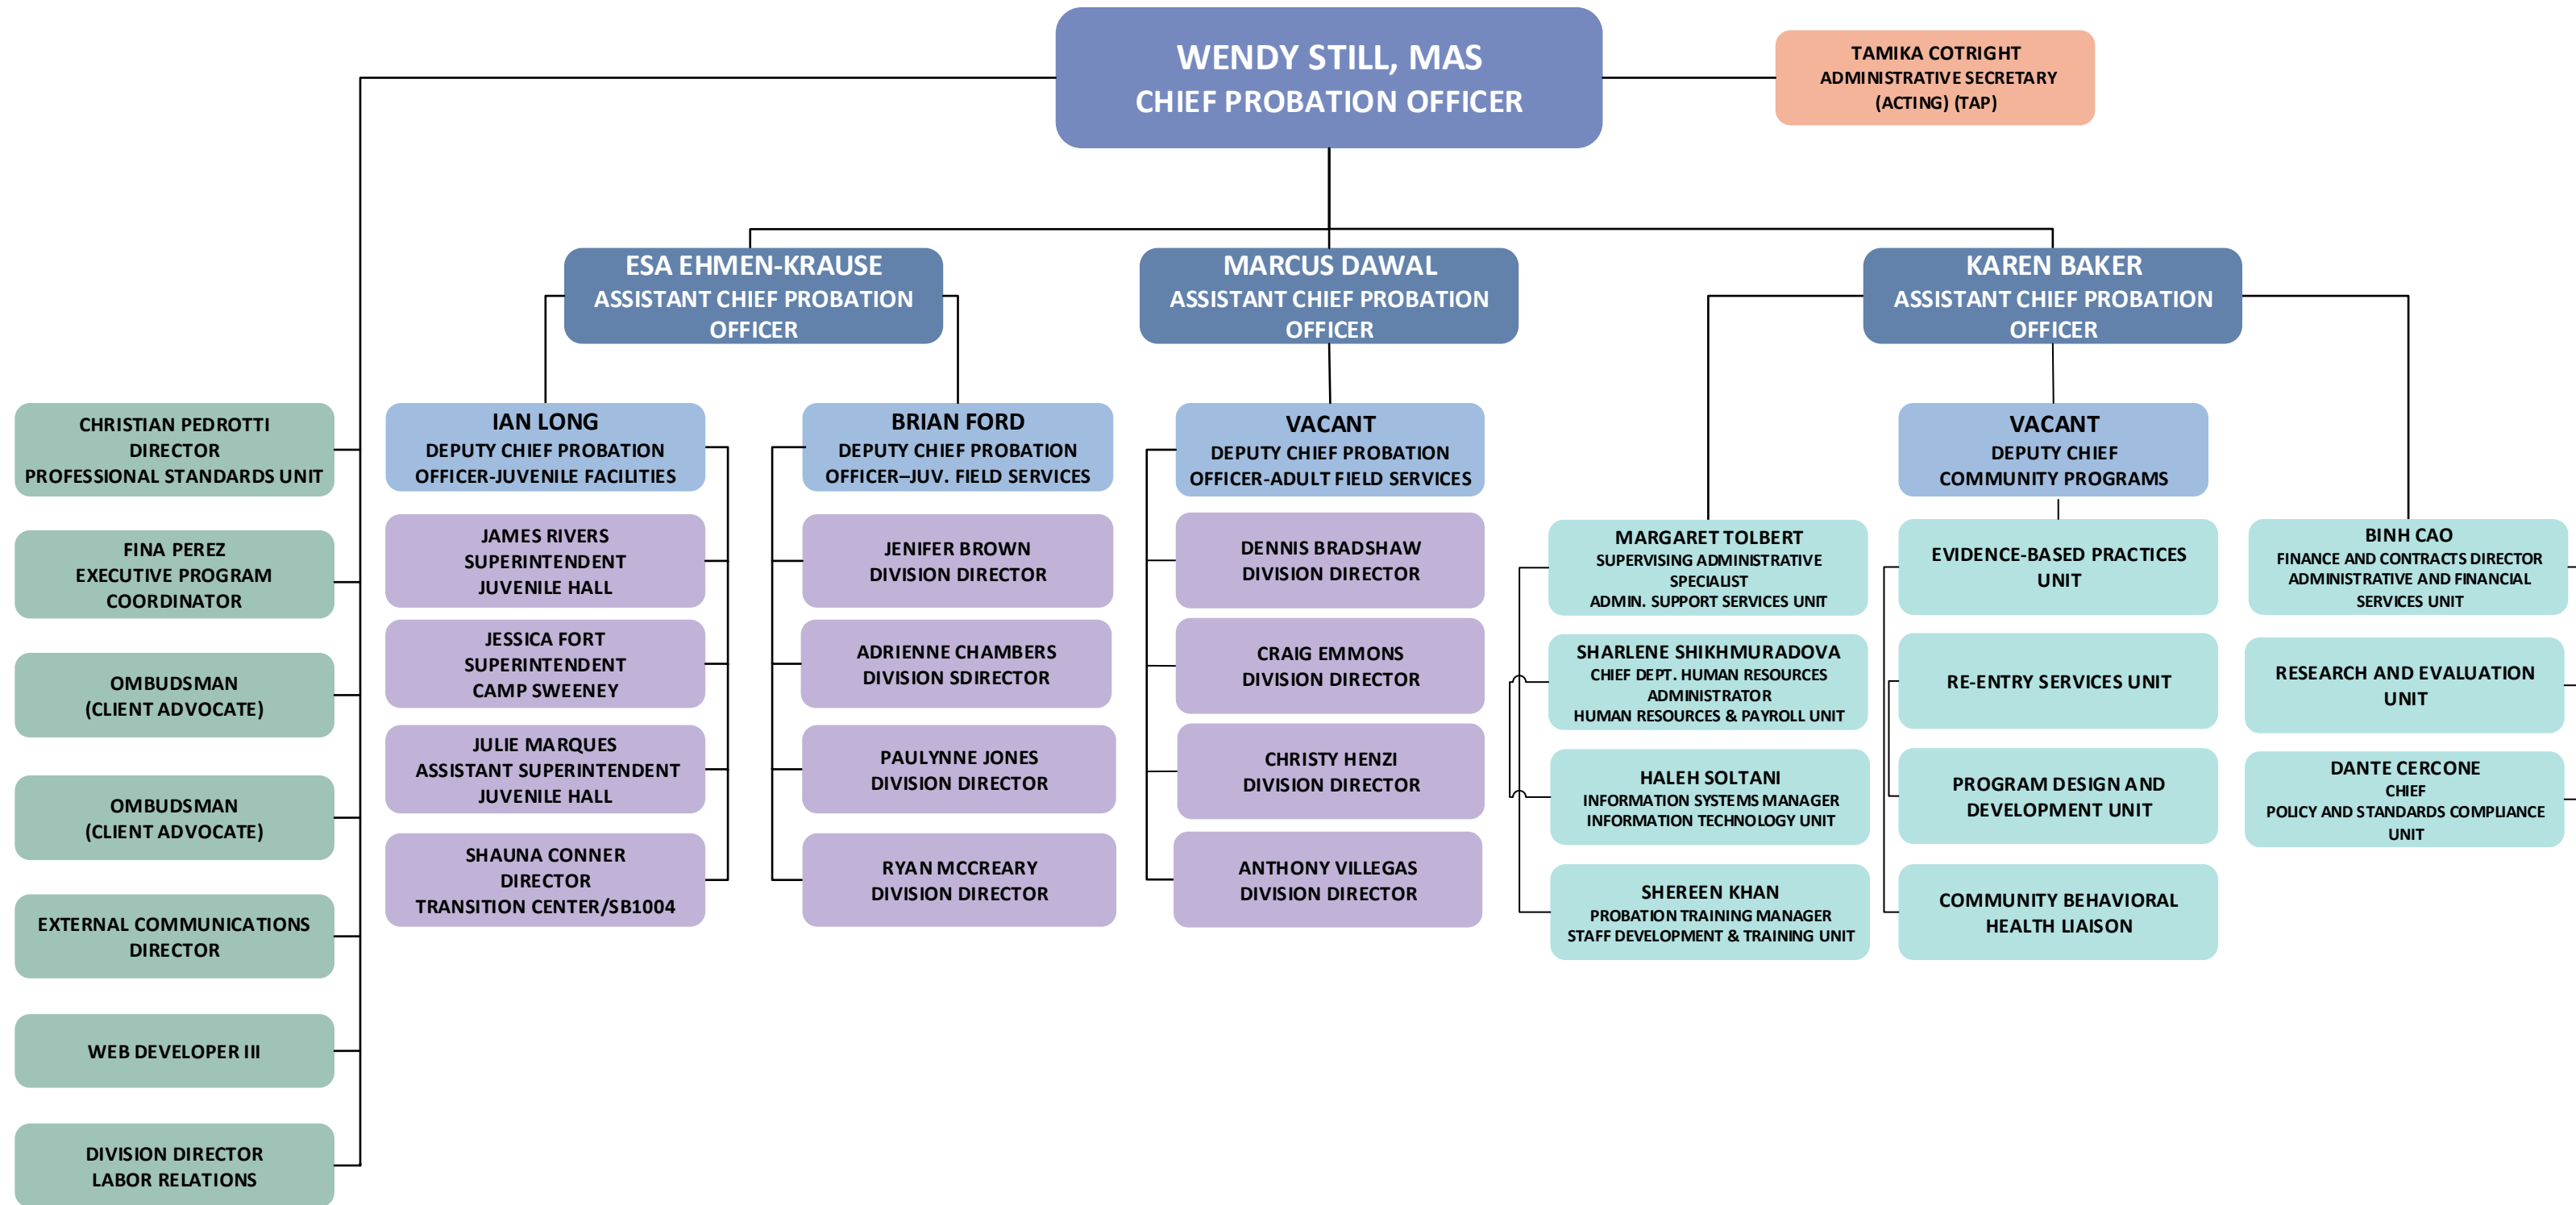 WENDY STILL, MAS
CHIEF PROBATION OFFICER
TAMIKA COTRIGHT
ADMINISTRATIVE SECRETARY
(ACTING) (TAP)
ESA EHMEN-KRAUSE
ASSISTANT CHIEF PROBATION
OFFICER
MARCUS DAWAL
ASSISTANT CHIEF PROBATION
OFFICER
KAREN BAKER
ASSISTANT CHIEF PROBATION
OFFICER
CHRISTIAN PEDROTTI
DIRECTOR
PROFESSIONAL STANDARDS UNIT
FINA PEREZ
EXECUTIVE PROGRAM
COORDINATOR
OMBUDSMAN
(CLIENT ADVOCATE)
OMBUDSMAN
(CLIENT ADVOCATE)
EXTERNAL COMMUNICATIONS
DIRECTOR
WEB DEVELOPER III
DIVISION DIRECTOR
LABOR RELATIONS
IAN LONG
DEPUTY CHIEF PROBATION
OFFICER-JUVENILE FACILITIES
JAMES RIVERS
SUPERINTENDENT
JUVENILE HALL
JESSICA FORT
SUPERINTENDENT
CAMP SWEENEY
JULIE MARQUES
ASSISTANT SUPERINTENDENT
JUVENILE HALL
SHAUNA CONNER
DIRECTOR
TRANSITION CENTER/SB1004
BRIAN FORD
DEPUTY CHIEF PROBATION
OFFICER–JUV. FIELD SERVICES
JENIFER BROWN
DIVISION DIRECTOR
ADRIENNE CHAMBERS
DIVISION SDIRECTOR
PAULYNNE JONES
DIVISION DIRECTOR
RYAN MCCREARY
DIVISION DIRECTOR
VACANT
DEPUTY CHIEF PROBATION
OFFICER-ADULT FIELD SERVICES
DENNIS BRADSHAW
DIVISION DIRECTOR
CRAIG EMMONS
DIVISION DIRECTOR
CHRISTY HENZI
DIVISION DIRECTOR
ANTHONY VILLEGAS
DIVISION DIRECTOR
MARGARET TOLBERT
SUPERVISING ADMINISTRATIVE
SPECIALIST
ADMIN. SUPPORT SERVICES UNIT
SHARLENE SHIKHMURADOVA
CHIEF DEPT. HUMAN RESOURCES
ADMINISTRATOR
HUMAN RESOURCES & PAYROLL UNIT
HALEH SOLTANI
INFORMATION SYSTEMS MANAGER
INFORMATION TECHNOLOGY UNIT
SHEREEN KHAN
PROBATION TRAINING MANAGER
STAFF DEVELOPMENT & TRAINING UNIT
VACANT
DEPUTY CHIEF
COMMUNITY PROGRAMS
EVIDENCE-BASED PRACTICES
UNIT
RE-ENTRY SERVICES UNIT
PROGRAM DESIGN AND
DEVELOPMENT UNIT
COMMUNITY BEHAVIORAL
HEALTH LIAISON
BINH CAO
FINANCE AND CONTRACTS DIRECTOR
ADMINISTRATIVE AND FINANCIAL
SERVICES UNIT
RESEARCH AND EVALUATION
UNIT
DANTE CERCONE
CHIEF
POLICY AND STANDARDS COMPLIANCE
UNIT